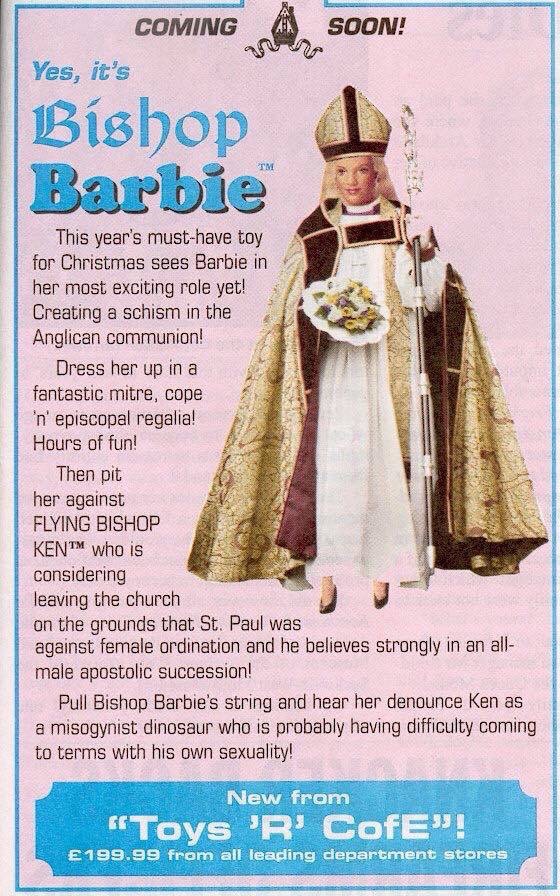 COMING SOON!
Yes, it's
Bishop
Barbie™
This year's must-have toy
for Christmas sees Barbie in
her most exciting role yet!
Creating a schism in the
Anglican communion!
Dress her up in a
fantastic mitre, cope
'n' episcopal regalia!
Hours of fun!
Then pit
her against
FLYING BISHOP
KEN™ who is
considering
leaving the church
on the grounds that St. Paul was
against female ordination and he believes strongly in an all-
male apostolic succession!
Pull Bishop Barbie's string and hear her denounce Ken as
a misogynist dinosaur who is probably having difficulty coming
to terms with his own sexuality!
New from
"Toys 'R' CofE"!
£199.99 from all leading department stores